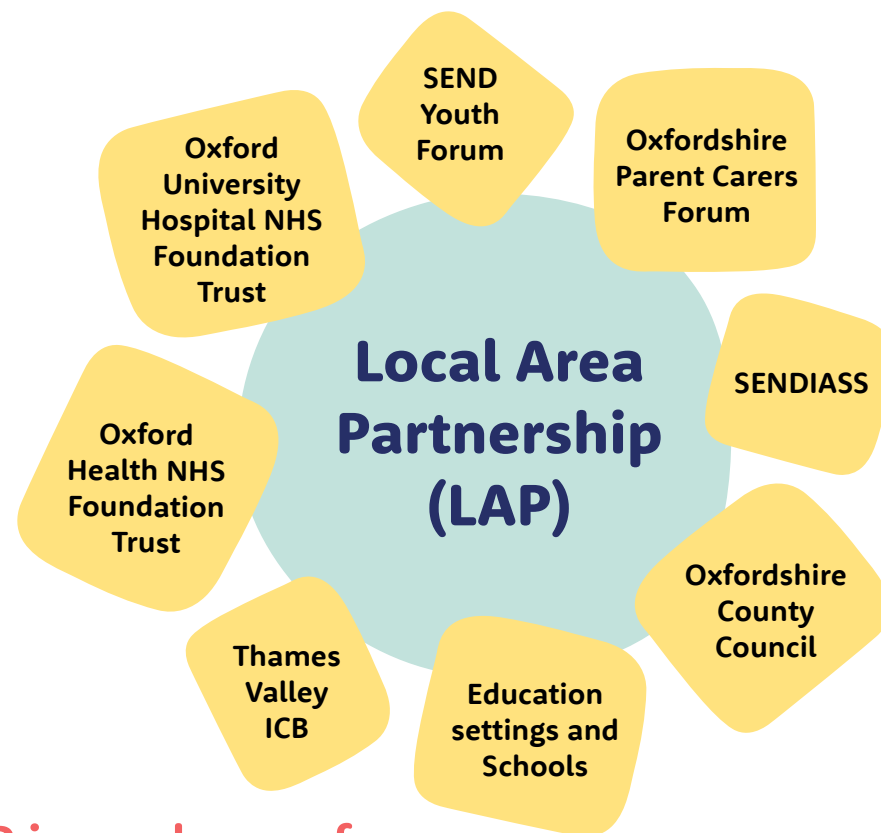 SEND
Youth
Forum
Oxfordshire
Parent Carers
Forum
SENDIASS
Oxfordshire
County
Council
Education
settings and
Schools
Thames
Valley
ICB
Oxford
Health NHS
Foundation
Trust
Oxford
University
Hospital NHS
Foundation
Trust
Local Area
Partnership
(LAP)